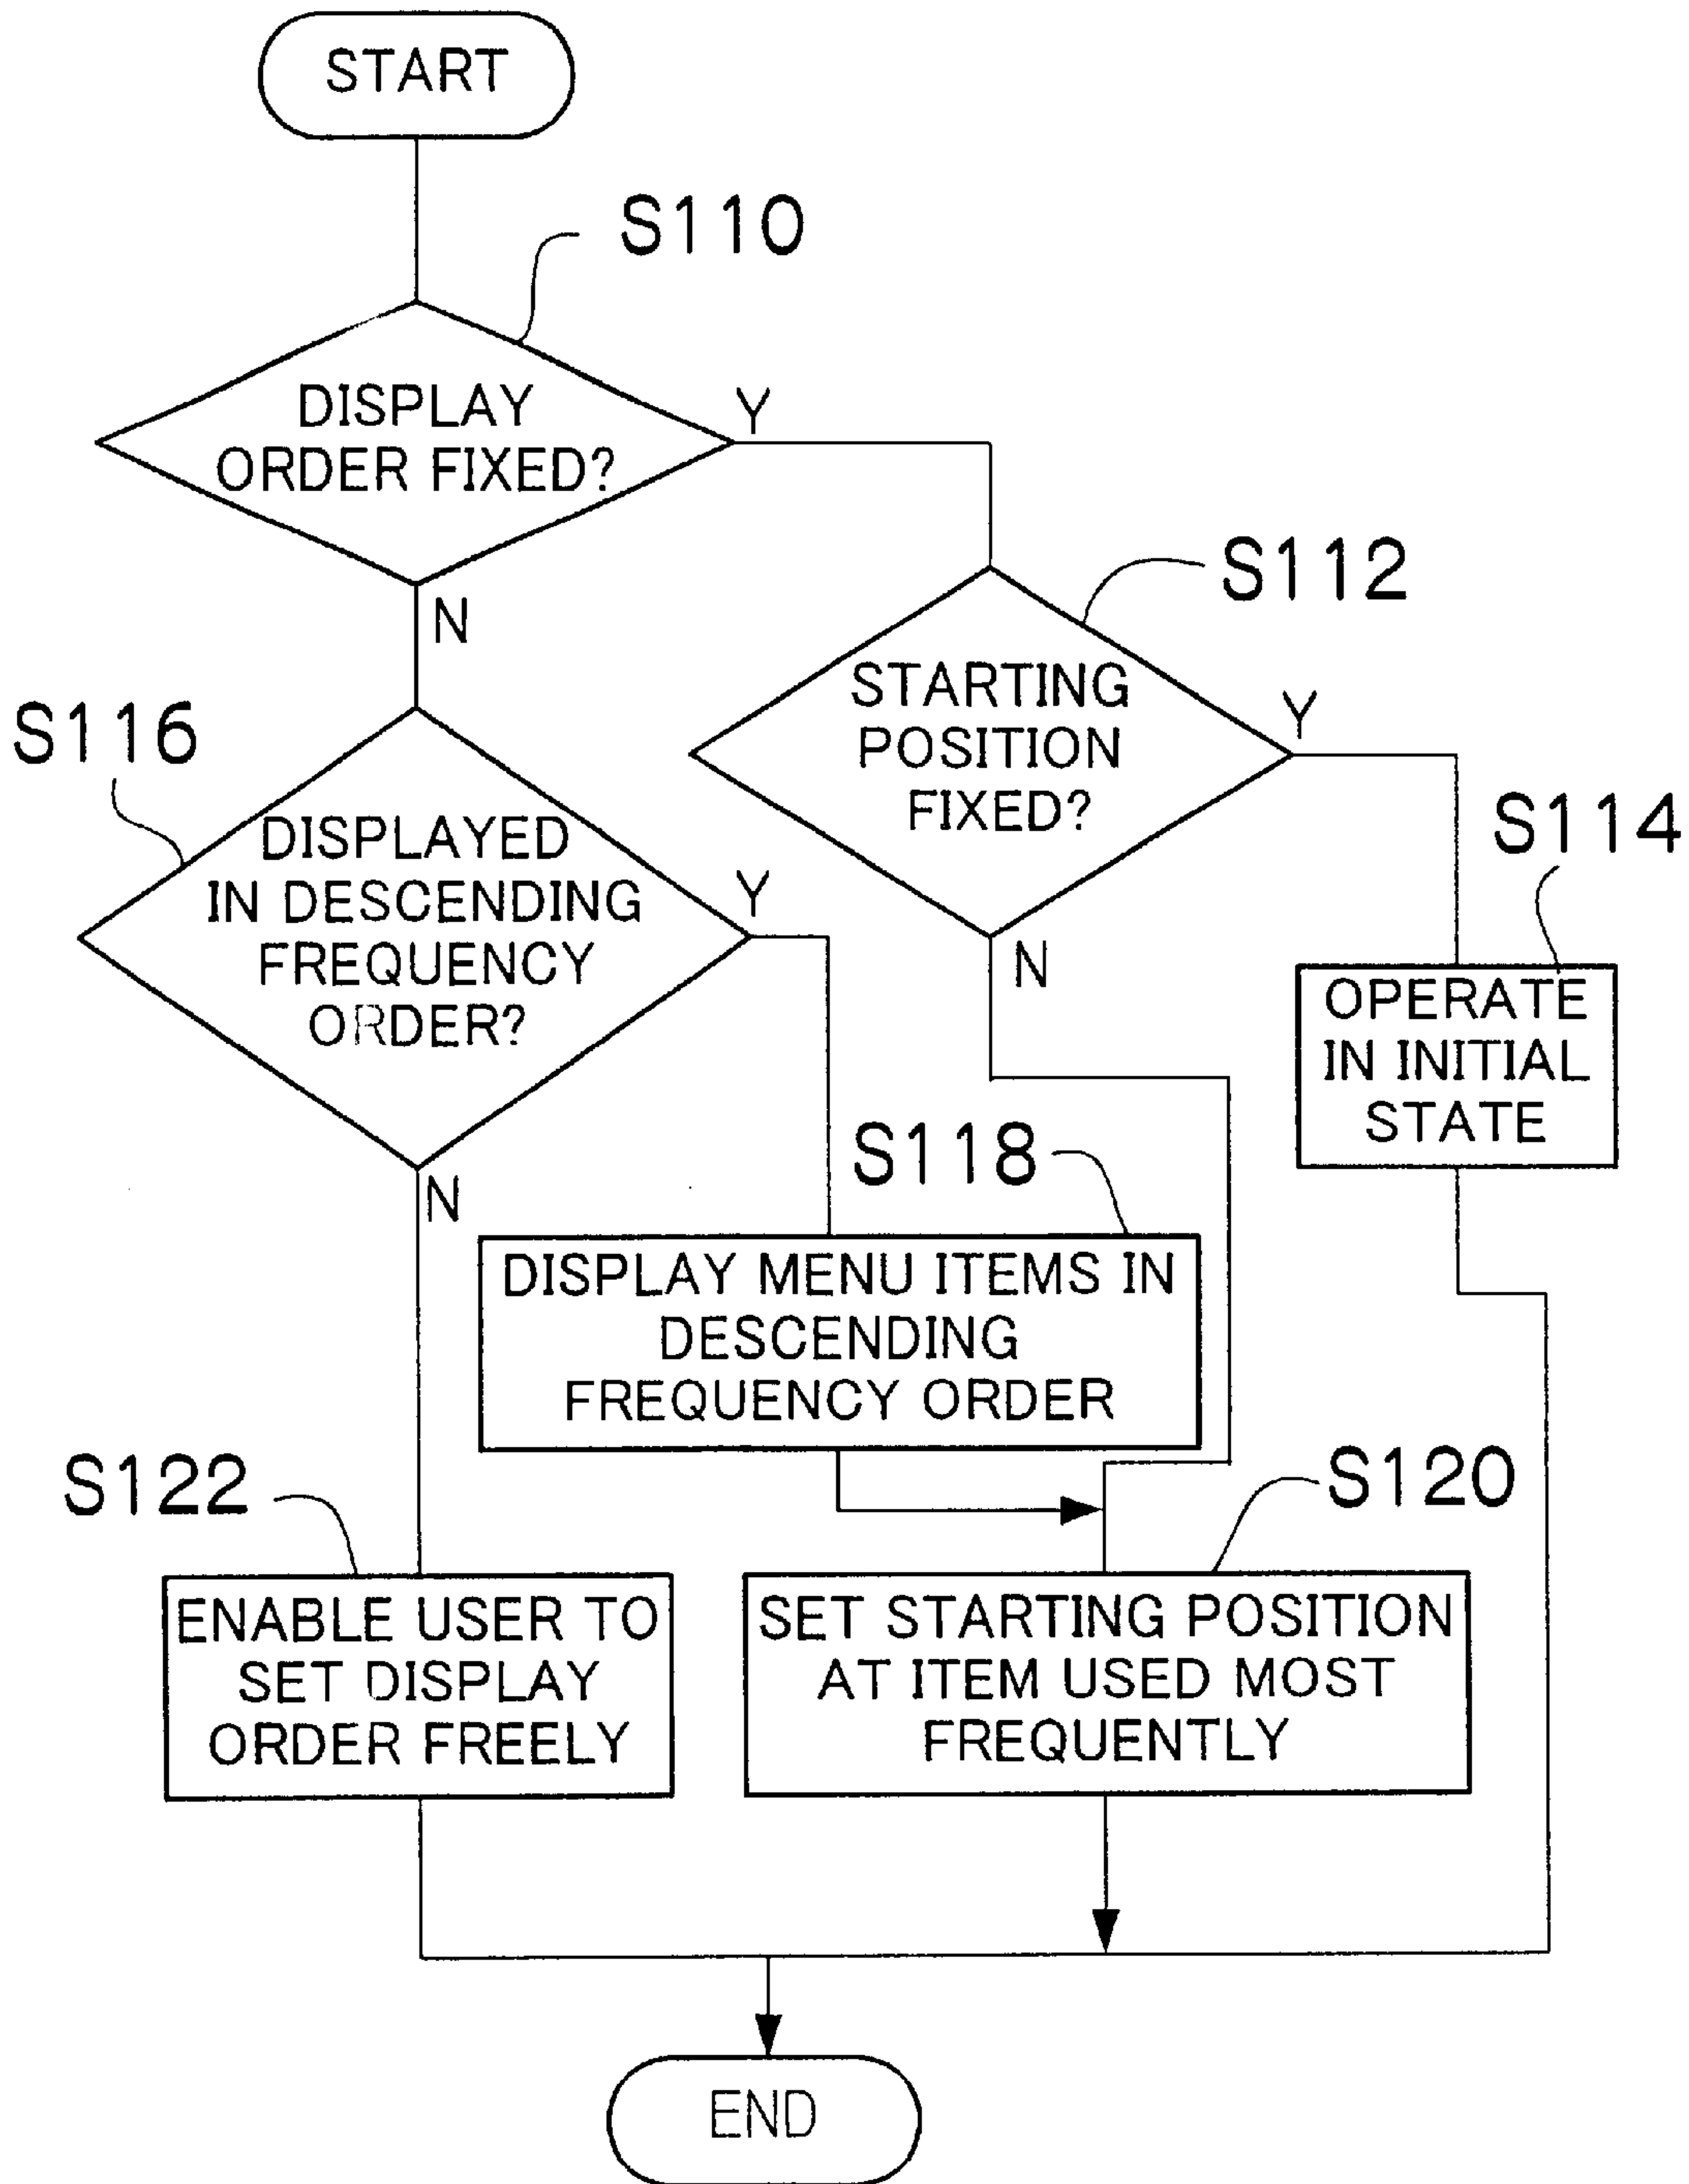 START
S110
DISPLAY
ORDER FIXED?
Y
N
S112
STARTING
POSITION
FIXED?
Y
N
S114
OPERATE
IN INITIAL
STATE
S116
DISPLAYED
IN DESCENDING
FREQUENCY
ORDER?
Y
N
S118
DISPLAY MENU ITEMS IN
DESCENDING
FREQUENCY ORDER
S122
ENABLE USER TO
SET DISPLAY
ORDER FREELY
S120
SET STARTING POSITION
AT ITEM USED MOST
FREQUENTLY
END